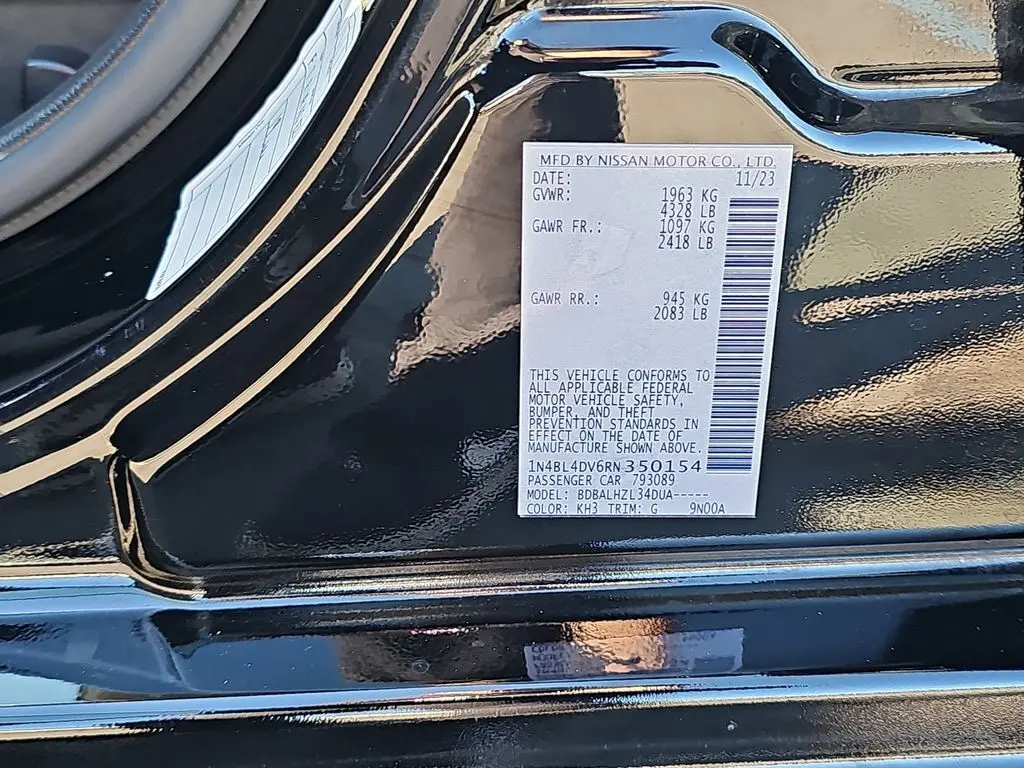 MFD BY NISSAN MOTOR CO., LTD.
DATE: 11/23
GVWR: 1963 KG
4328 LB
GAWR FR.: 1097 KG
2418 LB
GAWR RR.: 945 KG
2083 LB
THIS VEHICLE CONFORMS TO
ALL APPLICABLE FEDERAL
MOTOR VEHICLE SAFETY,
BUMPER, AND THEFT
PREVENTION STANDARDS IN
EFFECT ON THE DATE OF
MANUFACTURE SHOWN ABOVE.
1N4BL4DV6RN350154
PASSENGER CAR 793089
MODEL: BDBALHZL34DUA-----
COLOR: KH3 TRIM: G 9N00A